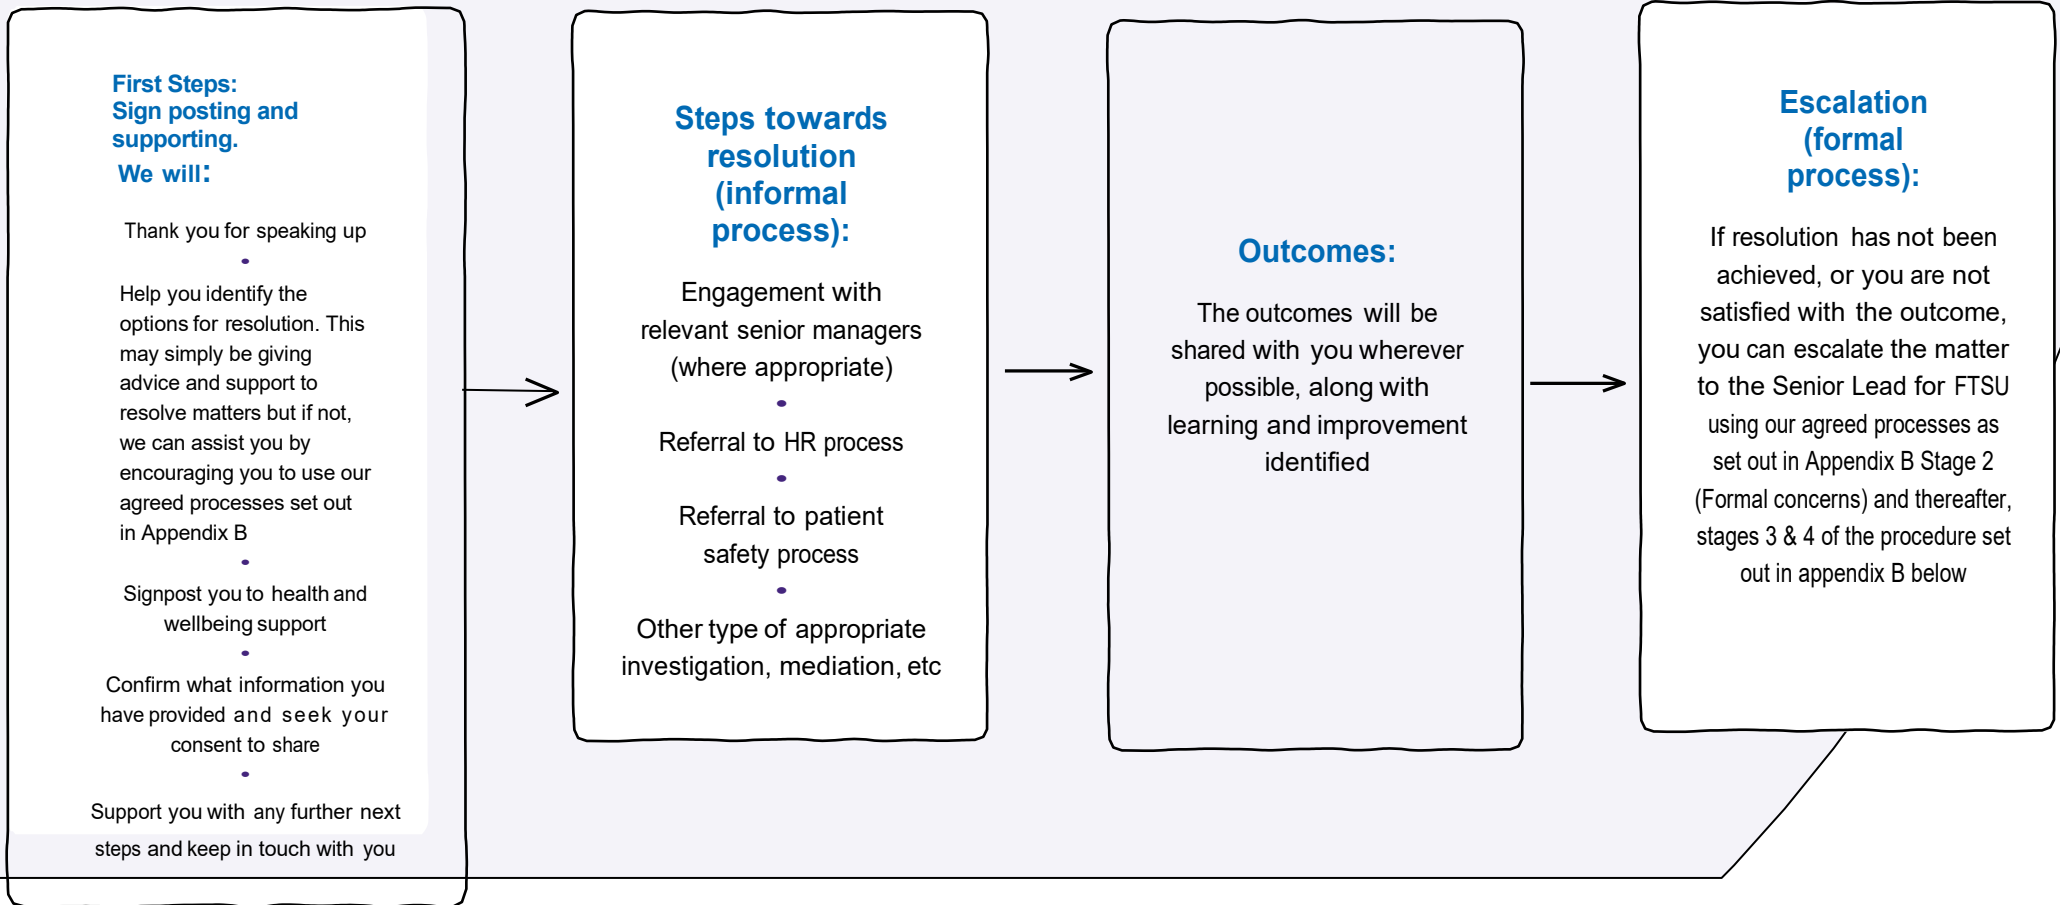 First Steps:
Sign posting and
supporting.
We will:
Thank you for speaking up
•
Help you identify the
options for resolution. This
may simply be giving
advice and support to
resolve matters but if not,
we can assist you by
encouraging you to use our
agreed processes set out
in Appendix B
•
Signpost you to health and
wellbeing support
•
Confirm what information you
have provided and seek your
consent to share
•
Support you with any further next
steps and keep in touch with you
Steps towards
resolution
(informal
process):
Engagement with
relevant senior managers
(where appropriate)
•
Referral to HR process
•
Referral to patient
safety process
•
Other type of appropriate
investigation, mediation, etc
Outcomes:
The outcomes will be
shared with you wherever
possible, along with
learning and improvement
identified
Escalation
(formal
process):
If resolution has not been
achieved, or you are not
satisfied with the outcome,
you can escalate the matter
to the Senior Lead for FTSU
using our agreed processes as
set out in Appendix B Stage 2
(Formal concerns) and thereafter,
stages 3 & 4 of the procedure set
out in appendix B below